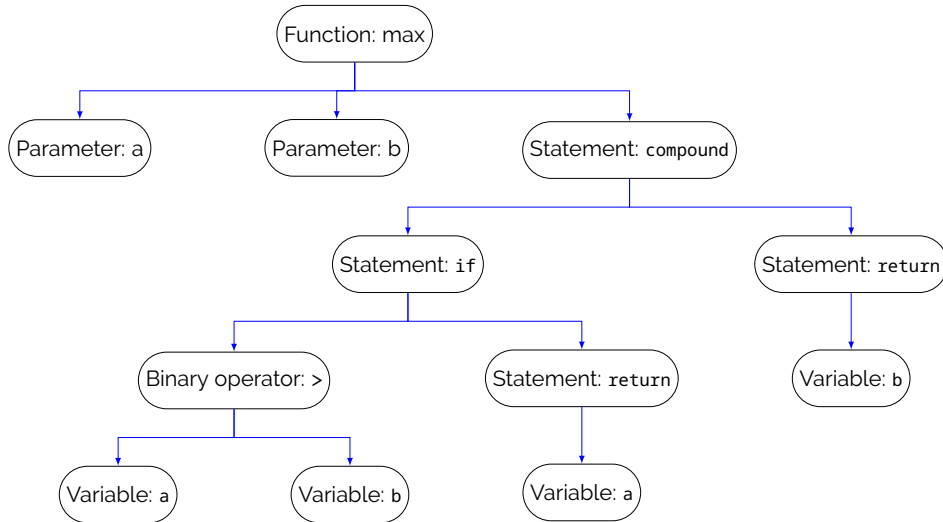 Function: max
Parameter: a
Parameter: b
Statement: compound
Statement: if
Statement: return
Binary operator: >
Statement: return
Variable: b
Variable: a
Variable: b
Variable: a